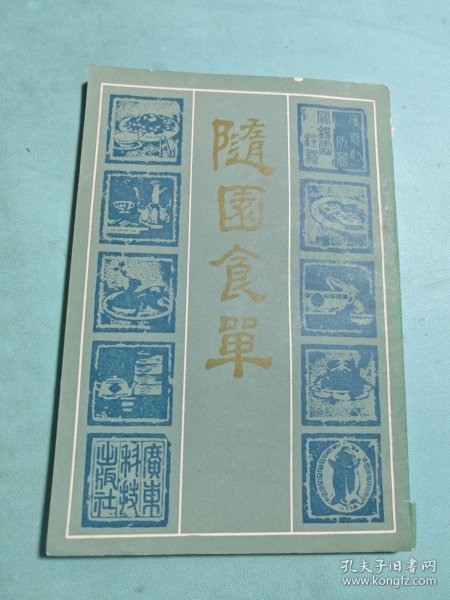 隨園食單
廣東
科技
出版社
孔夫子旧书网
www.kongfz.com